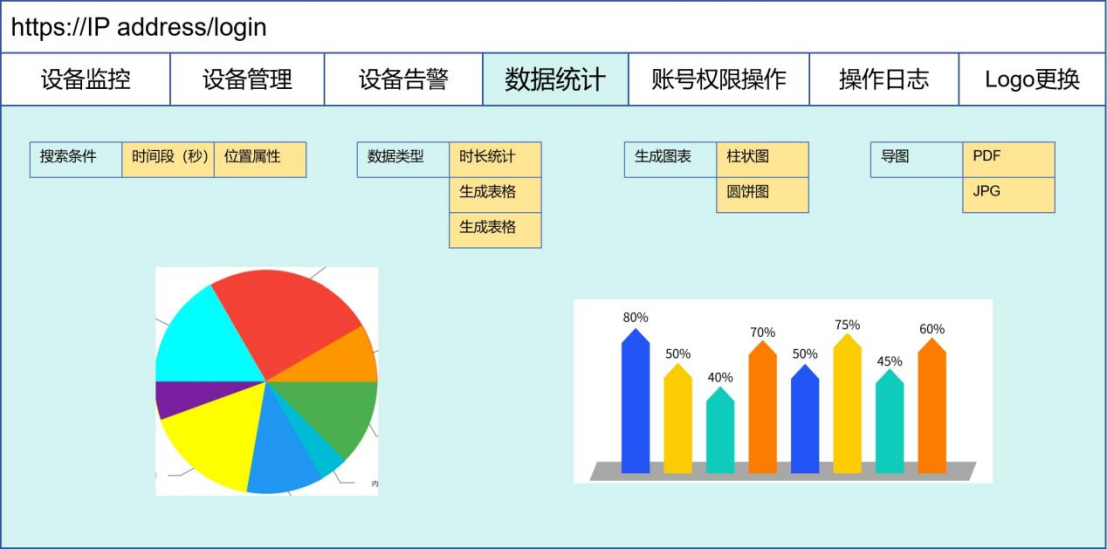 https://IP address/login
设备监控 设备管理 设备告警 数据统计 账号权限操作 操作日志 Logo更换
搜索条件 时间段（秒） 位置属性 数据类型 时长统计 生成图表 柱状图 导图 PDF
生成表格 圆饼图 JPG
生成表格
80%
50%
40%
70%
50%
75%
45%
60%
内